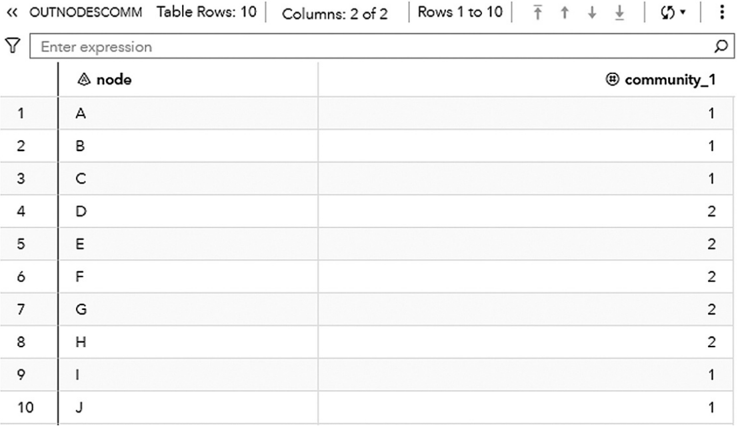 « OUTNODESCOMM Table Rows: 10 Columns: 2 of 2 Rows 1 to 10
Enter expression
node community_1
1 A 1
2 B 1
3 C 1
4 D 2
5 E 2
6 F 2
7 G 2
8 H 2
9 I 1
10 J 1